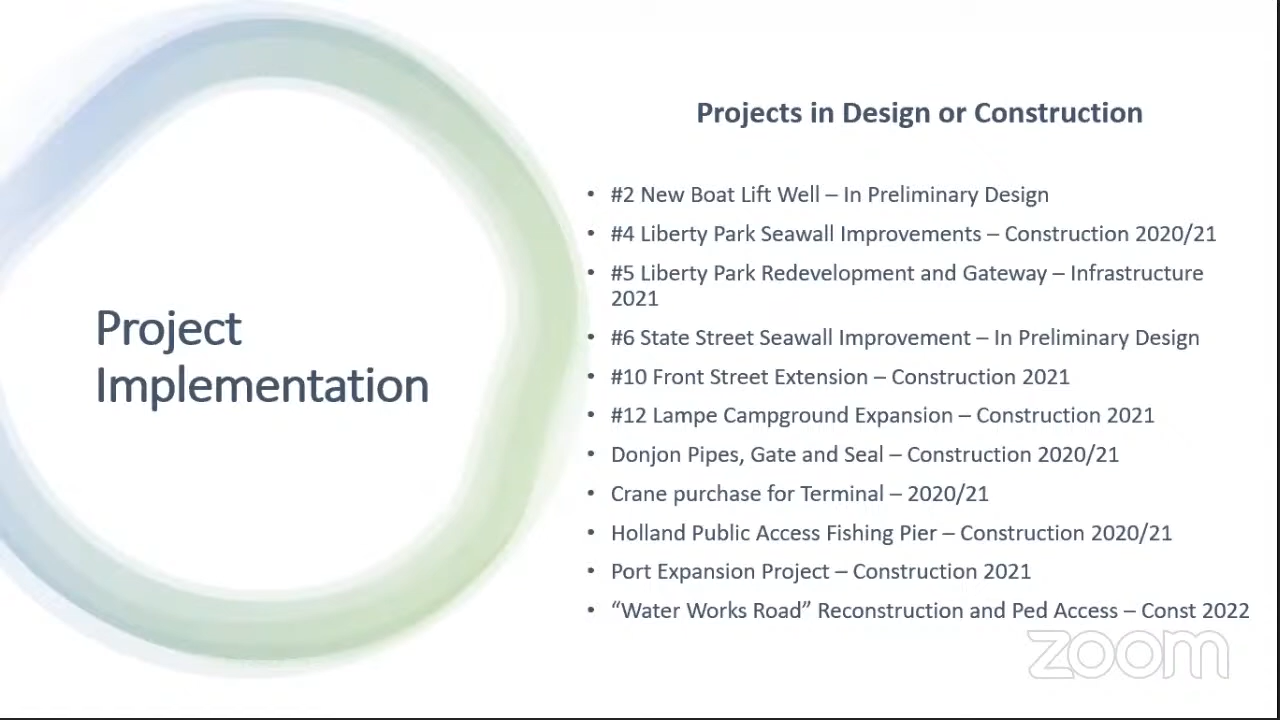 Project
Implementation
Projects in Design or Construction
• #2 New Boat Lift Well – In Preliminary Design
• #4 Liberty Park Seawall Improvements – Construction 2020/21
• #5 Liberty Park Redevelopment and Gateway – Infrastructure
2021
• #6 State Street Seawall Improvement – In Preliminary Design
• #10 Front Street Extension – Construction 2021
• #12 Lampe Campground Expansion – Construction 2021
• Donjon Pipes, Gate and Seal – Construction 2020/21
• Crane purchase for Terminal – 2020/21
• Holland Public Access Fishing Pier – Construction 2020/21
• Port Expansion Project – Construction 2021
• “Water Works Road” Reconstruction and Ped Access – Const 2022
zoom